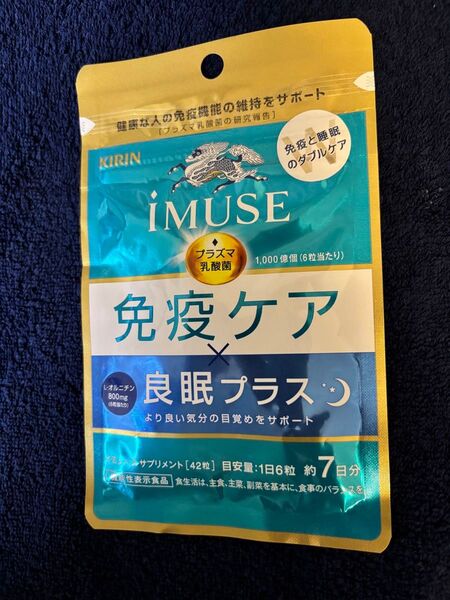 健康な人の免疫機能の維持をサポート
[プラズマ乳酸菌の研究報告]
KIRIN
免疫と睡眠
のダブルケア
W
iMUSE
プラズマ
乳酸菌
1,000億個(6粒当たり)
免疫ケア
×
L-オルニチン
800mg
(6粒当たり)
良眠プラス
より良い気分の目覚めをサポート
サプリメント[42粒] 目安量:1日6粒 約7日分
機能性表示食品 食生活は、主食、主菜、副菜を基本に、食事のバランスを